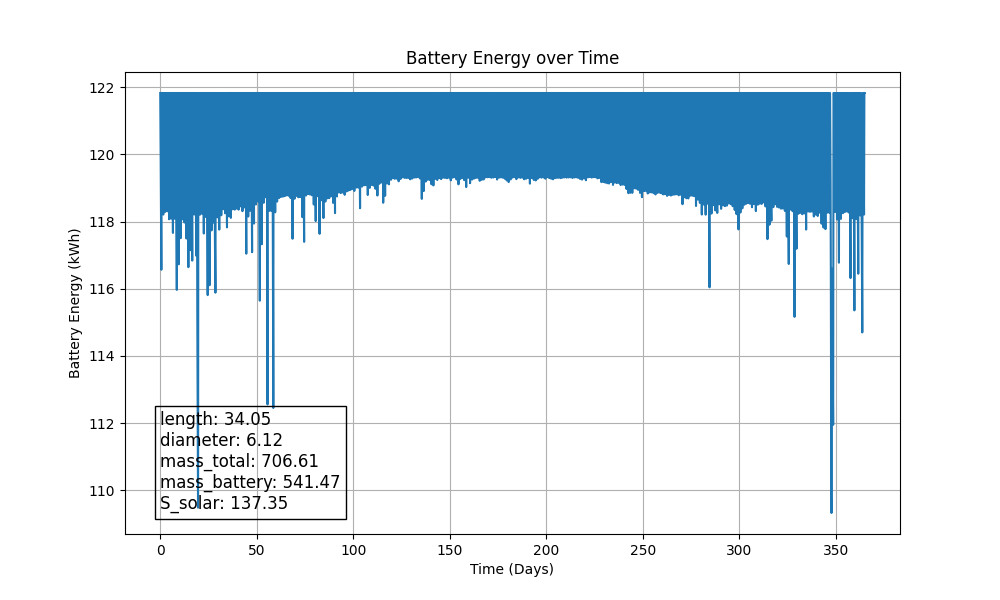 Battery Energy over Time
Battery Energy (kWh)
122
120
118
116
114
112
110
length: 34.05
diameter: 6.12
mass_total: 706.61
mass_battery: 541.47
S_solar: 137.35
0 50 100 150 200 250 300 350
Time (Days)